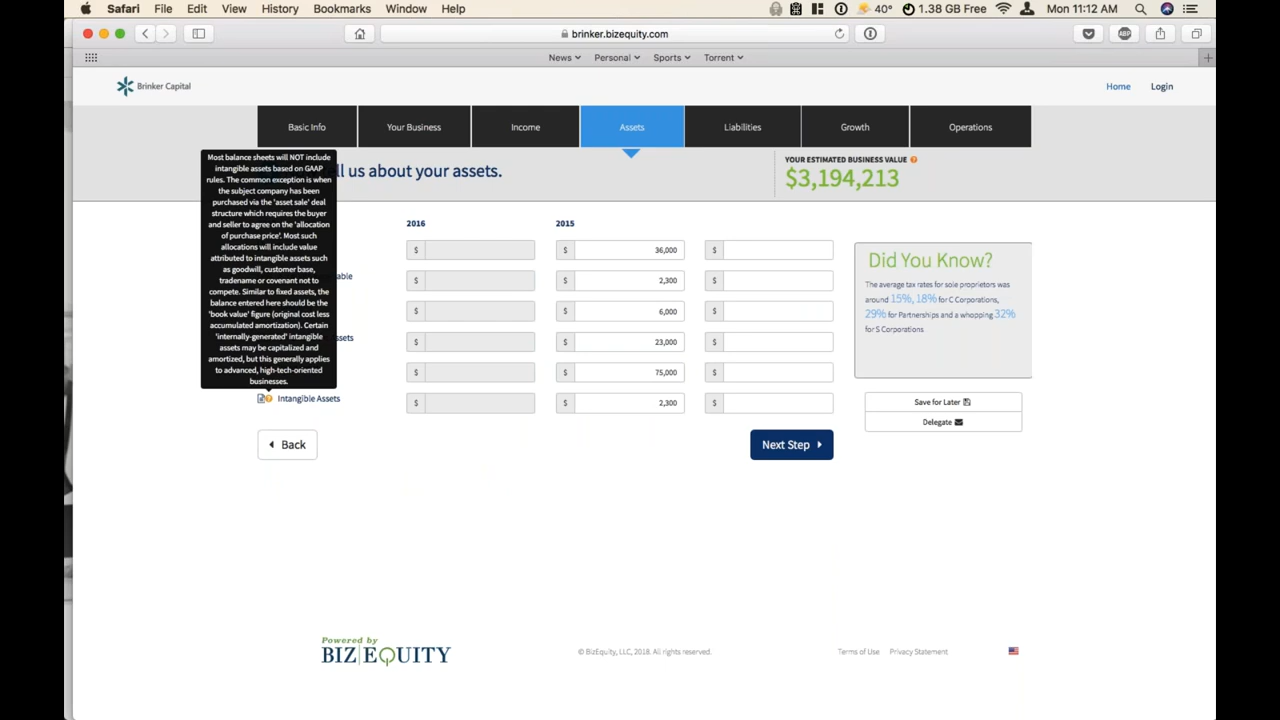 Safari File Edit View History Bookmarks Window Help 40° 1.38 GB Free Mon 11:12 AM
brinker.bizequity.com ABP
News Personal Sports Torrent
Brinker Capital Home Login
Basic Info Your Business Income Assets Liabilities Growth Operations
ll us about your assets.
YOUR ESTIMATED BUSINESS VALUE
$3,194,213
Most balance sheets will NOT include
intangible assets based on GAAP
rules. The common exception is when
the subject company has been
purchased via the 'asset sale' deal
structure which requires the buyer
and seller to agree on the 'allocation
of purchase price'. Most such
allocations will include value
attributed to intangible assets such
as goodwill, customer base,
tradename or covenant not to
compete. Similar to fixed assets, the
balance entered here should be the
'book value' figure (original cost less
accumulated amortization). Certain
'internally-generated' intangible
assets may be capitalized and
amortized, but this generally applies
to advanced, high-tech-oriented
businesses.
2016 2015
$ $ 36,000 $
able $ $ 2,300 $
$ $ 6,000 $
ssets $ $ 23,000 $
$ $ 75,000 $
Intangible Assets $ $ 2,300 $
Did You Know?
The average tax rates for sole proprietors was
around 15%, 18% for C Corporations,
29% for Partnerships and a whopping 32%
for S Corporations
Save for Later
Delegate
Back Next Step
Powered by
BIZ|EQUITY
© BizEquity, LLC, 2018. All rights reserved. Terms of Use Privacy Statement